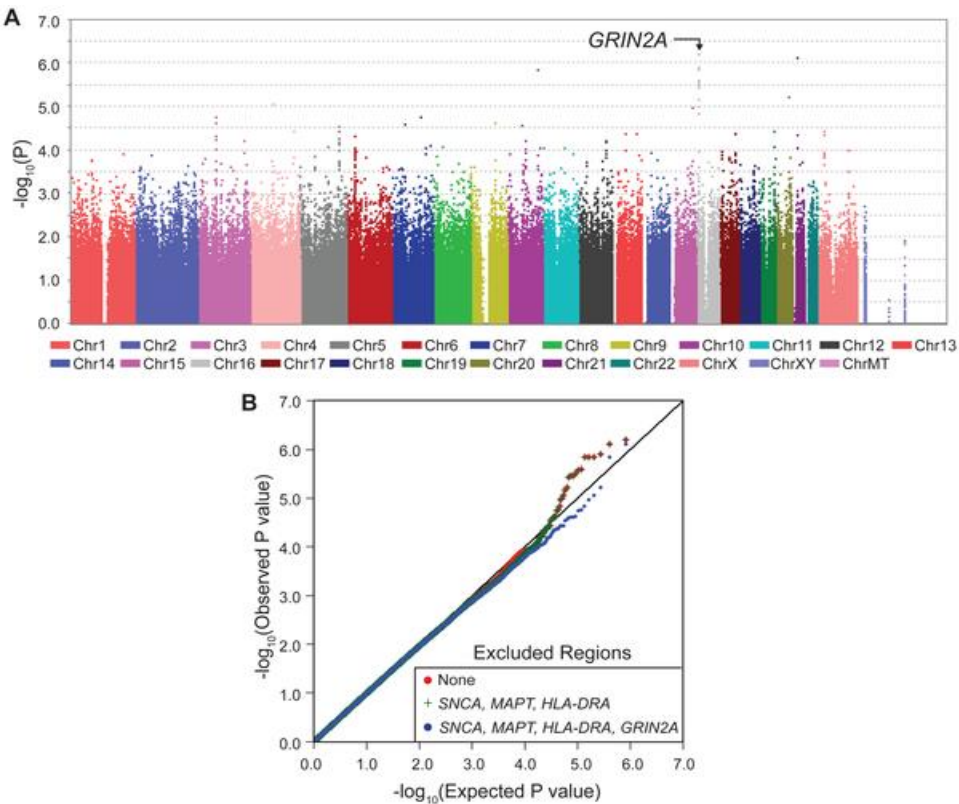 A
7.0
GRIN2A
6.0
5.0
4.0
3.0
2.0
1.0
0.0
-log10(P)
Chr1 Chr2 Chr3 Chr4 Chr5 Chr6 Chr7 Chr8 Chr9 Chr10 Chr11 Chr12 Chr13
Chr14 Chr15 Chr16 Chr17 Chr18 Chr19 Chr20 Chr21 Chr22 ChrX ChrXY ChrMT
B
7.0
6.0
5.0
4.0
3.0
2.0
1.0
0.0
-log10(Observed P value)
Excluded Regions
None
SNCA, MAPT, HLA-DRA
SNCA, MAPT, HLA-DRA, GRIN2A
0.0 1.0 2.0 3.0 4.0 5.0 6.0 7.0
-log10(Expected P value)